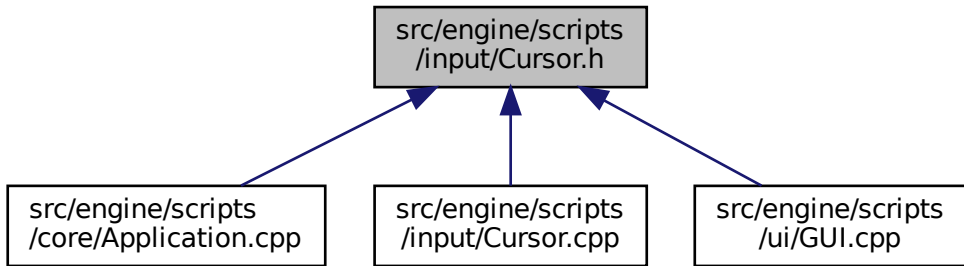 src/engine/scripts
/input/Cursor.h
src/engine/scripts
/core/Application.cpp
src/engine/scripts
/input/Cursor.cpp
src/engine/scripts
/ui/GUI.cpp